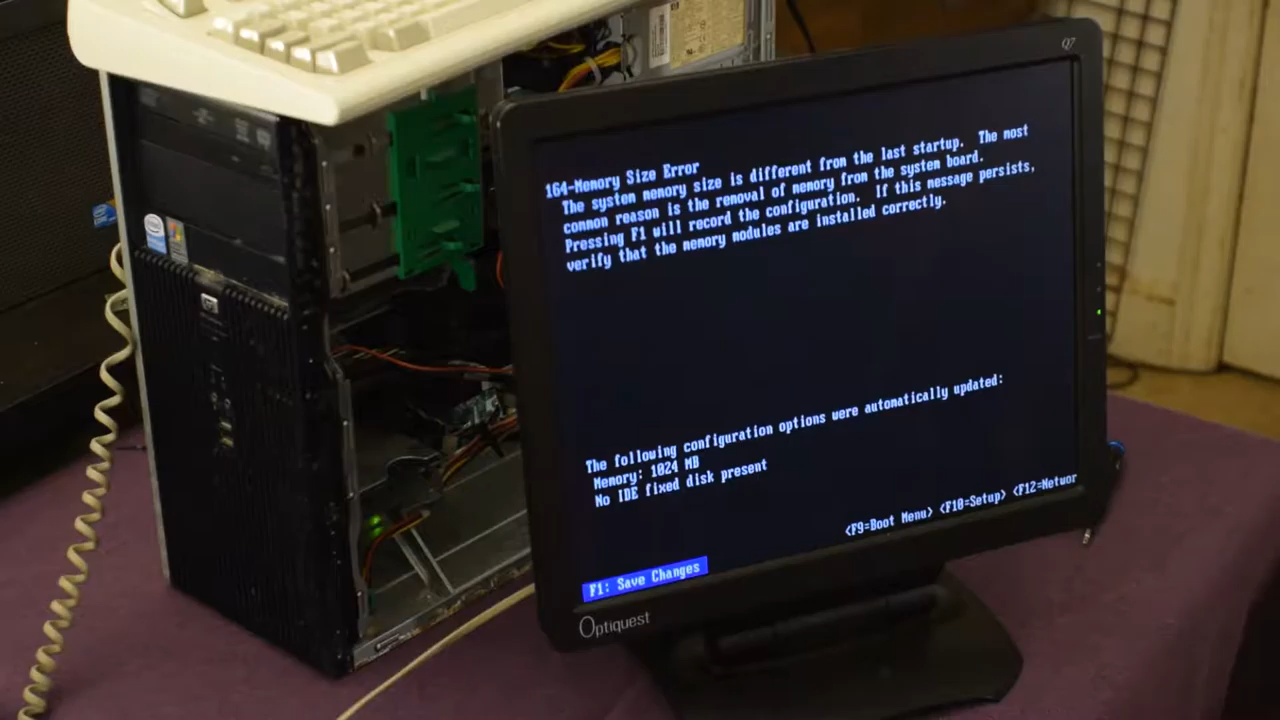 Q7
164-Memory Size Error
The system memory size is different from the last startup. The most
common reason is the removal of memory from the system board.
Pressing F1 will record the configuration. If this message persists,
verify that the memory modules are installed correctly.
The following configuration options were automatically updated:
Memory: 1024 MB
No IDE fixed disk present
<F9=Boot Menu> <F10=Setup> <F12=Networ
F1: Save Changes
Optiquest
hp